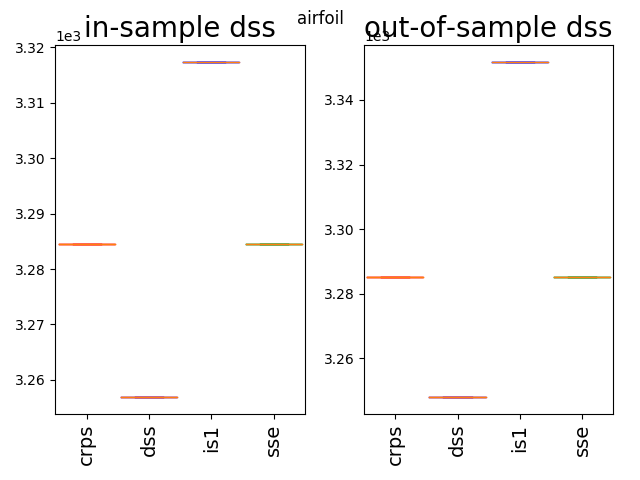 airfoil
in-sample dss
1e3
3.32
3.31
3.30
3.29
3.28
3.27
3.26
crps
dss
is1
sse
out-of-sample dss
1e3
3.34
3.30
3.28
3.26
crps
dss
is1
sse